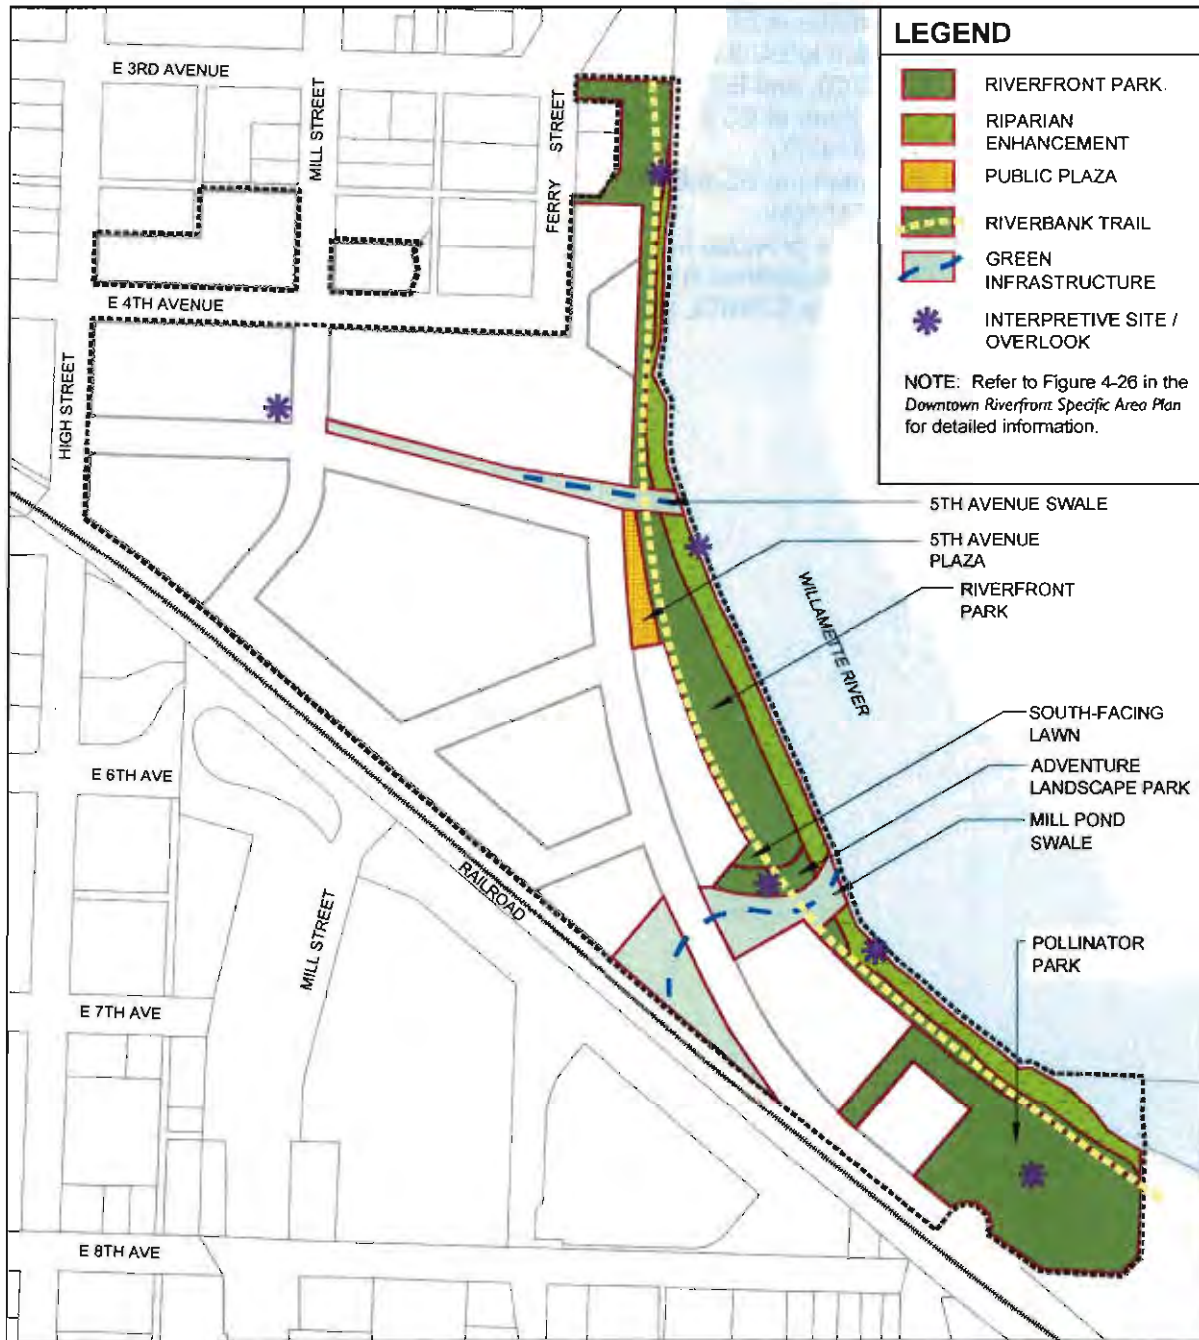 LEGEND
RIVERFRONT PARK
RIPARIAN
ENHANCEMENT
PUBLIC PLAZA
RIVERBANK TRAIL
GREEN
INFRASTRUCTURE
INTERPRETIVE SITE /
OVERLOOK
NOTE: Refer to Figure 4-26 in the
Downtown Riverfront Specific Area Plan
for detailed information.
E 3RD AVENUE
MILL STREET
FERRY STREET
E 4TH AVENUE
HIGH STREET
5TH AVENUE SWALE
5TH AVENUE
PLAZA
RIVERFRONT
PARK
WILLAMETTE RIVER
SOUTH-FACING
LAWN
ADVENTURE
LANDSCAPE PARK
MILL POND
SWALE
E 6TH AVE
RAILROAD
MILL STREET
POLLINATOR
PARK
E 7TH AVE
E 8TH AVE